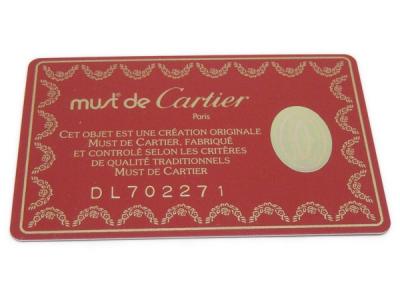 must de Cartier
Paris
CET OBJET EST UNE CRÉATION ORIGINALE
MUST DE CARTIER, FABRIQUÉ
ET CONTRÔLÉ SELON LES CRITÈRES
DE QUALITÉ TRADITIONNELS
MUST DE CARTIER
DL702271